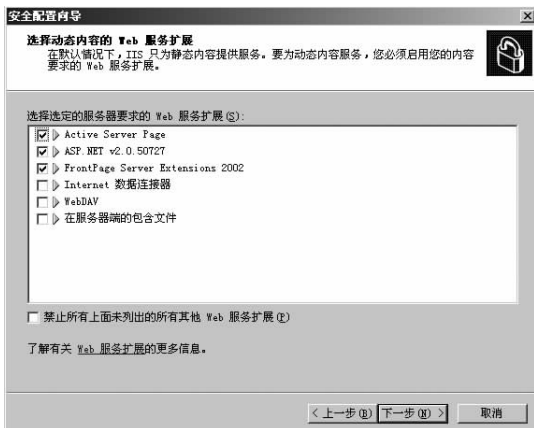 安全配置向导
选择动态内容的 Web 服务扩展
在默认情况下，IIS 只为静态内容提供服务。要为动态内容服务，您必须启用您的内容
要求的 Web 服务扩展。
选择选定的服务器要求的 Web 服务扩展(S):
Active Server Page
ASP.NET v2.0.50727
FrontPage Server Extensions 2002
Internet 数据连接器
WebDAV
在服务器端的包含文件
禁止所有上面未列出的所有其他 Web 服务扩展(P)
了解有关 Web 服务扩展的更多信息。
< 上一步(B) 下一步(N) > 取消